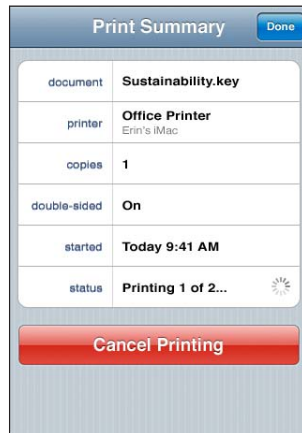 Print Summary
Done
document Sustainability.key
printer Office Printer
Erin's iMac
copies 1
double-sided On
started Today 9:41 AM
status Printing 1 of 2...
Cancel Printing